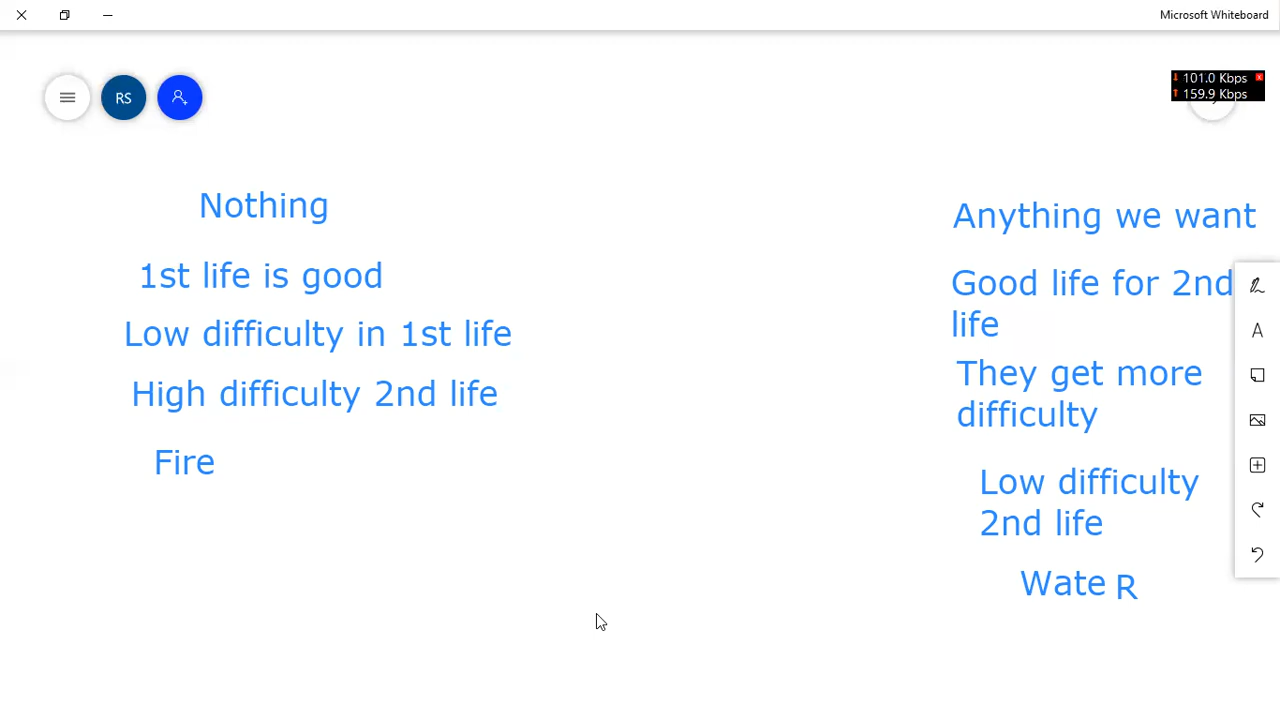 Microsoft Whiteboard
101.0 Kbps
159.9 Kbps
RS
Nothing
1st life is good
Low difficulty in 1st life
High difficulty 2nd life
Fire
Anything we want
Good life for 2nd
life
They get more
difficulty
Low difficulty
2nd life
Wate R
A